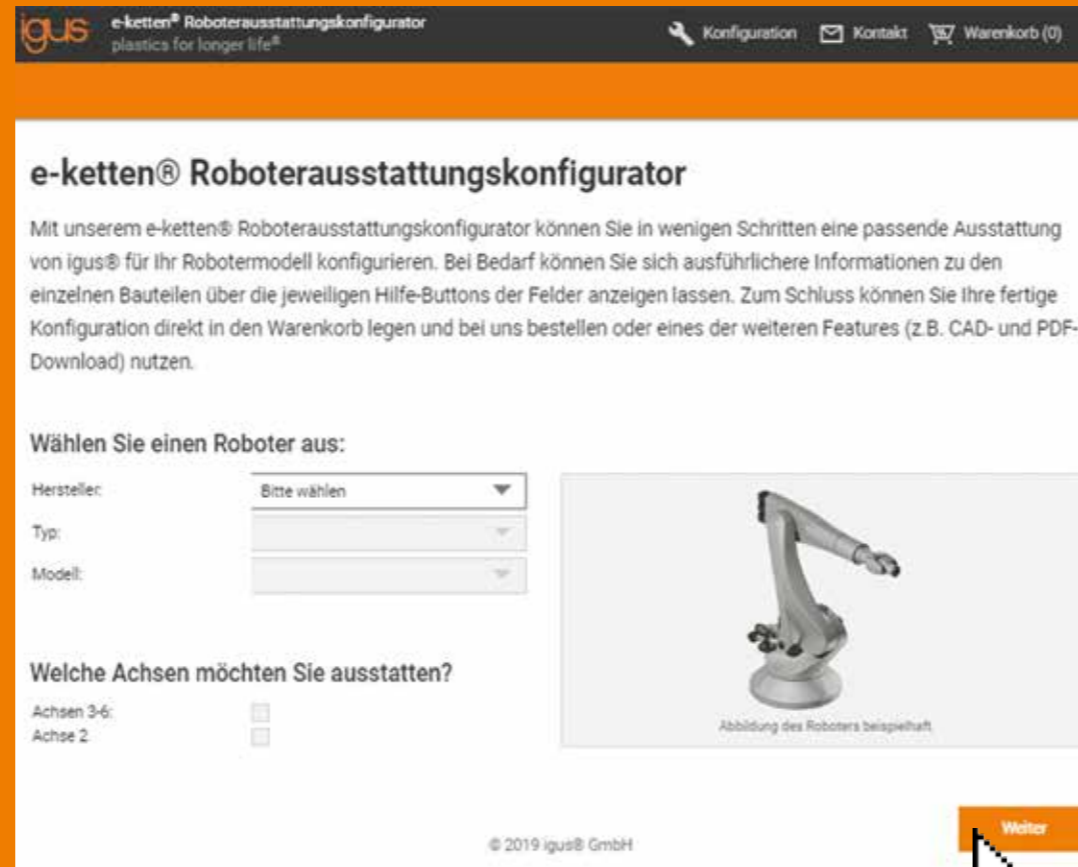 igus
e-ketten® Roboterausstattungskonfigurator
plastics for longer life®
Konfiguration
Kontakt
Warenkorb (0)
e-ketten® Roboterausstattungskonfigurator
Mit unserem e-ketten® Roboterausstattungskonfigurator können Sie in wenigen Schritten eine passende Ausstattung
von igus® für Ihr Robotermodell konfigurieren. Bei Bedarf können Sie sich ausführlichere Informationen zu den
einzelnen Bauteilen über die jeweiligen Hilfe-Buttons der Felder anzeigen lassen. Zum Schluss können Sie Ihre fertige
Konfiguration direkt in den Warenkorb legen und bei uns bestellen oder eines der weiteren Features (z.B. CAD- und PDF-
Download) nutzen.
Wählen Sie einen Roboter aus:
Hersteller:
Bitte wählen
Typ:
Modell:
Welche Achsen möchten Sie ausstatten?
Achsen 3-6:
Achse 2
Abbildung des Roboters beispielhaft
Weiter
© 2019 igus® GmbH